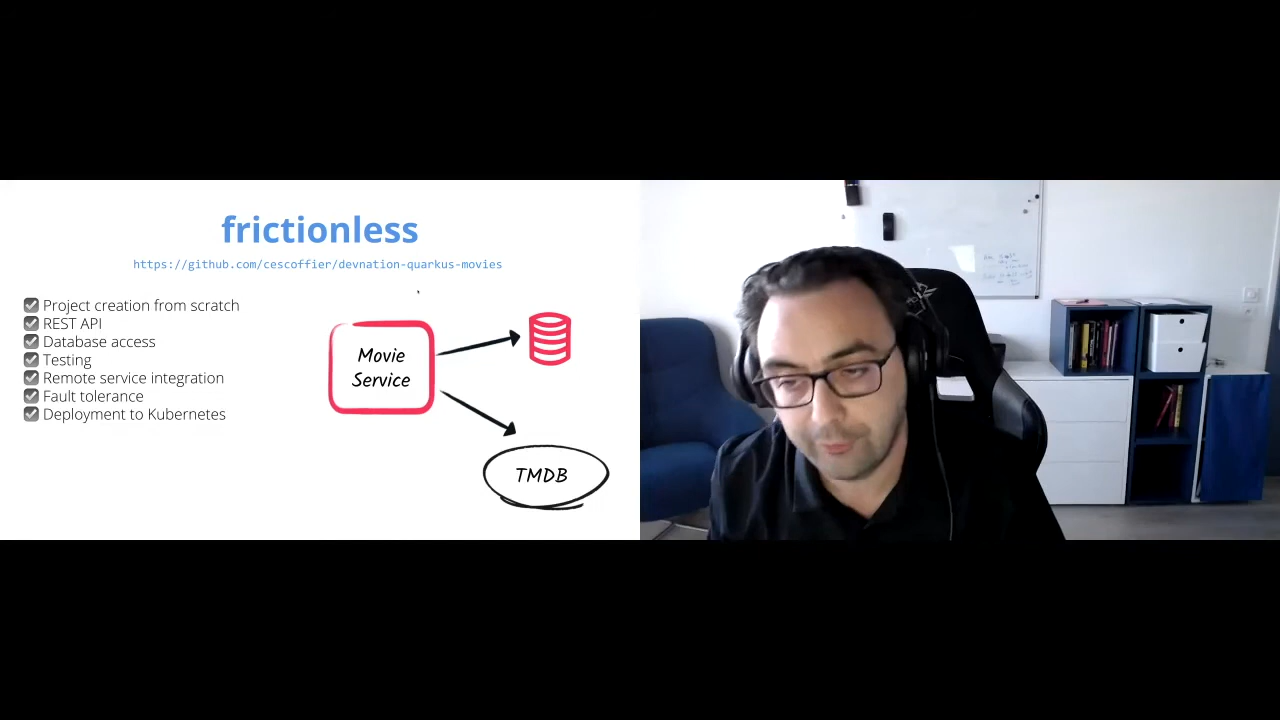 frictionless
https://github.com/cescoffier/devnation-quarkus-movies
Project creation from scratch
REST API
Database access
Testing
Remote service integration
Fault tolerance
Deployment to Kubernetes
Movie
Service
TMDB